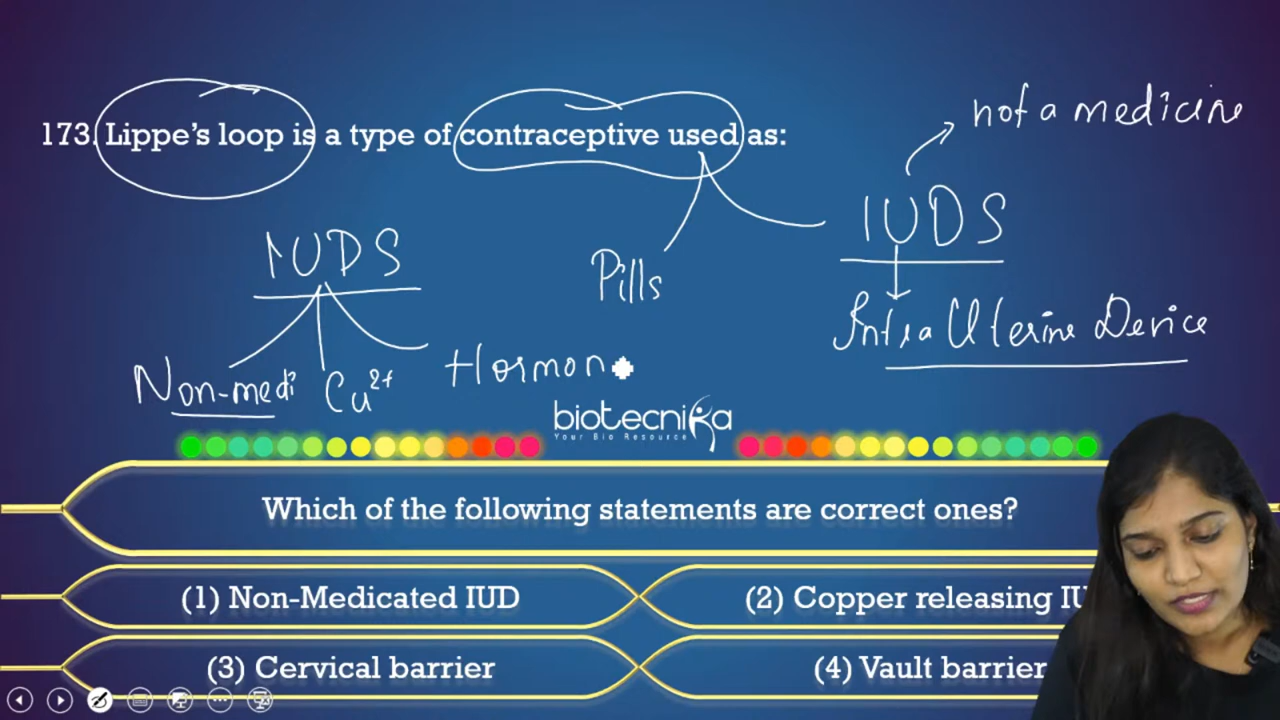 not a medicine
173. Lippe's loop is a type of contraceptive used as:
IUDS
IUDS
Pills
Intra Uterine Device
Non-medi
Cu2+
Hormon
biotecnika
Your Bio Resource
Which of the following statements are correct ones?
(1) Non-Medicated IUD
(2) Copper releasing IU
(3) Cervical barrier
(4) Vault barrier